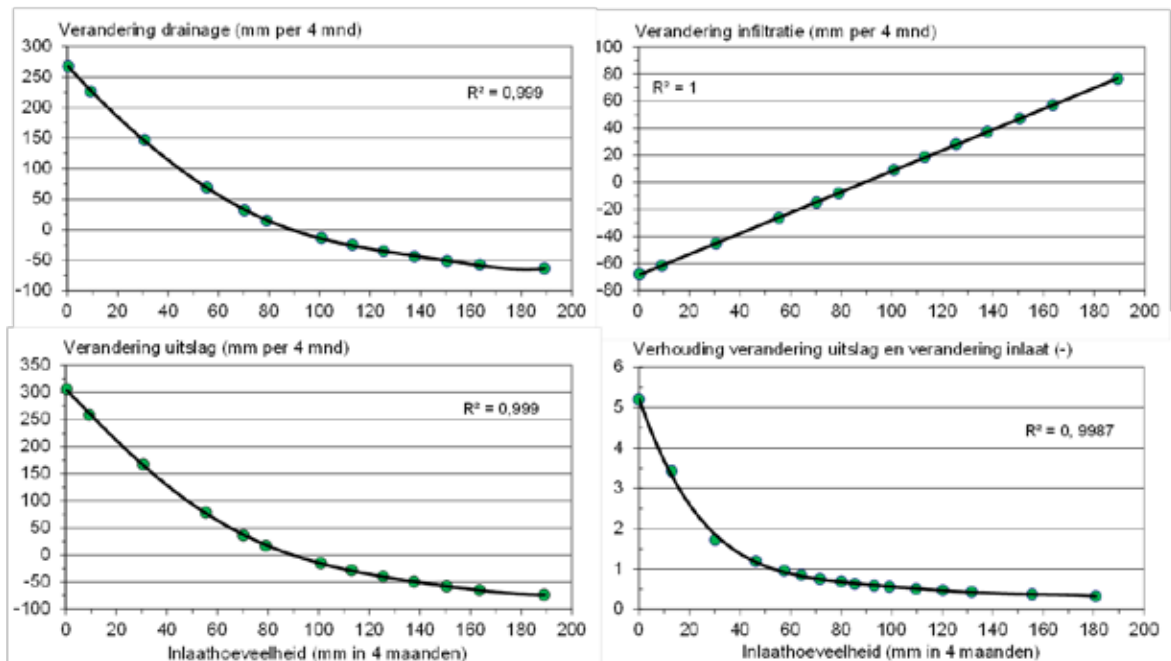 Verandering drainage (mm per 4 mnd)
300
250
200
150
100
50
0
-50
-100
R² = 0,999
0 20 40 60 80 100 120 140 160 180 200
Verandering infiltratie (mm per 4 mnd)
100
80
60
40
20
0
-20
-40
-60
-80
R² = 1
0 20 40 60 80 100 120 140 160 180 200
Verandering uitslag (mm per 4 mnd)
350
300
250
200
150
100
50
0
-50
-100
R² = 0,999
0 20 40 60 80 100 120 140 160 180 200
Inlaathoeveelheid (mm in 4 maanden)
Verhouding verandering uitslag en verandering inlaat (-)
6
5
4
3
2
1
0
R² = 0, 9987
0 20 40 60 80 100 120 140 160 180 200
Inlaathoeveelheid (mm in 4 maanden)